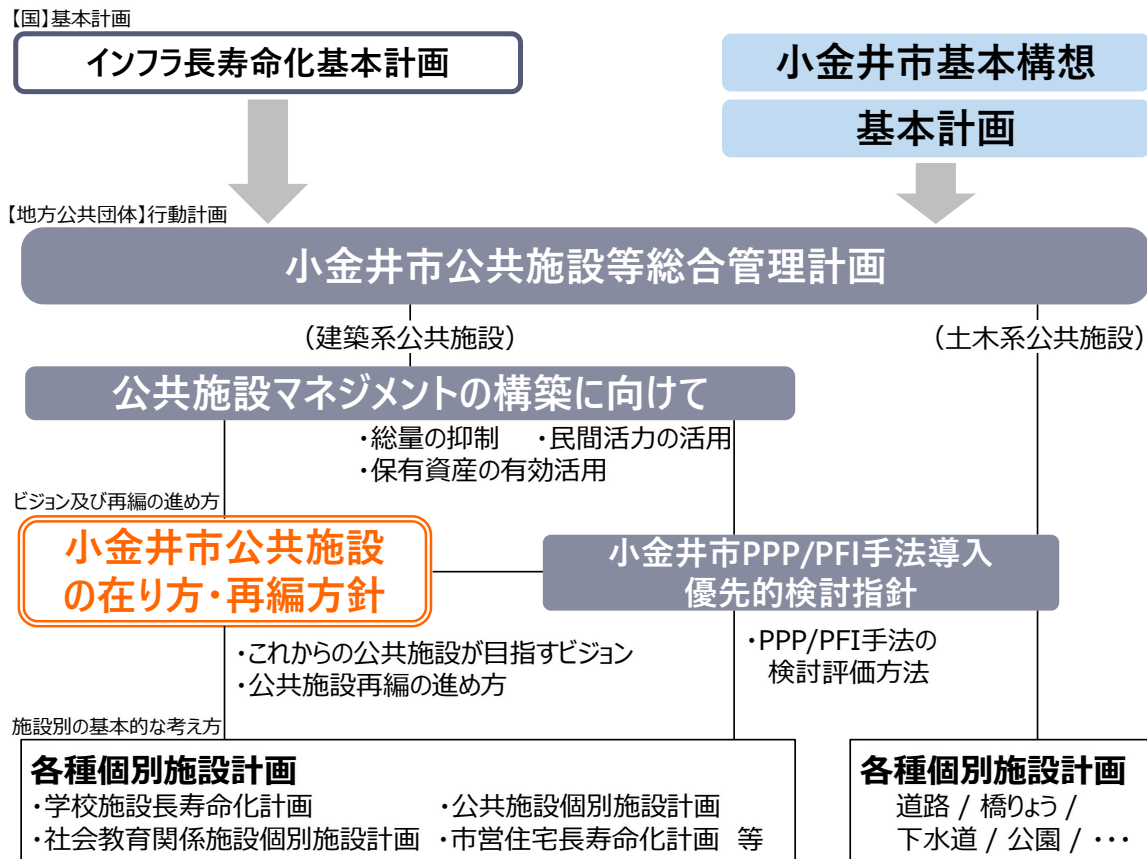 【国】基本計画
インフラ長寿命化基本計画
小金井市基本構想
基本計画
【地方公共団体】行動計画
小金井市公共施設等総合管理計画
（建築系公共施設）
（土木系公共施設）
公共施設マネジメントの構築に向けて
・総量の抑制　・民間活力の活用
・保有資産の有効活用
ビジョン及び再編の進め方
小金井市公共施設
の在り方・再編方針
小金井市PPP/PFI手法導入
優先的検討指針
・これからの公共施設が目指すビジョン
・公共施設再編の進め方
・PPP/PFI手法の
検討評価方法
施設別の基本的な考え方
各種個別施設計画
・学校施設長寿命化計画　・公共施設個別施設計画
・社会教育関係施設個別施設計画　・市営住宅長寿命化計画　等
各種個別施設計画
道路 / 橋りょう /
下水道 / 公園 / ・・・